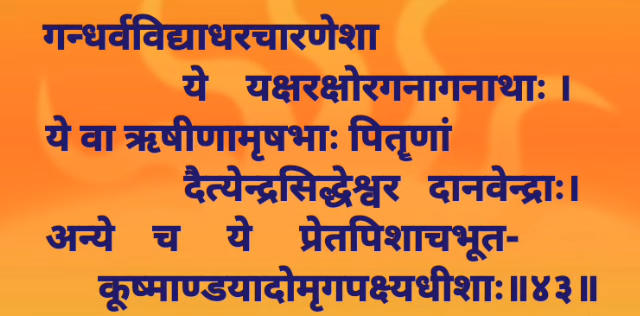 गन्धर्वविद्याधरचारणेशा
ये यक्षरक्षोरगनागनाथाः ।
ये वा ऋषीणामृषभाः पितॄणां
दैत्येन्द्रसिद्धेश्वर दानवेन्द्राः।
अन्ये च ये प्रेतपिशाचभूत-
कूष्माण्डयादोमृगपक्ष्यधीशाः॥४३॥